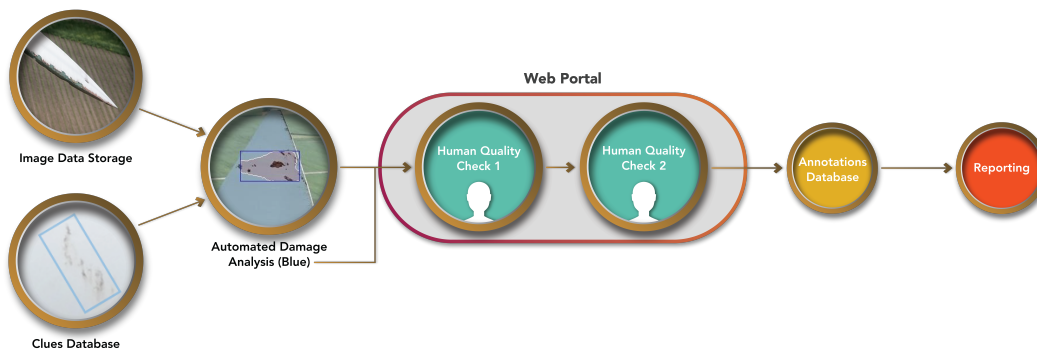 Web Portal
Image Data Storage
Human Quality
Check 1
Human Quality
Check 2
Annotations
Database
Reporting
Automated Damage
Analysis (Blue)
Clues Database